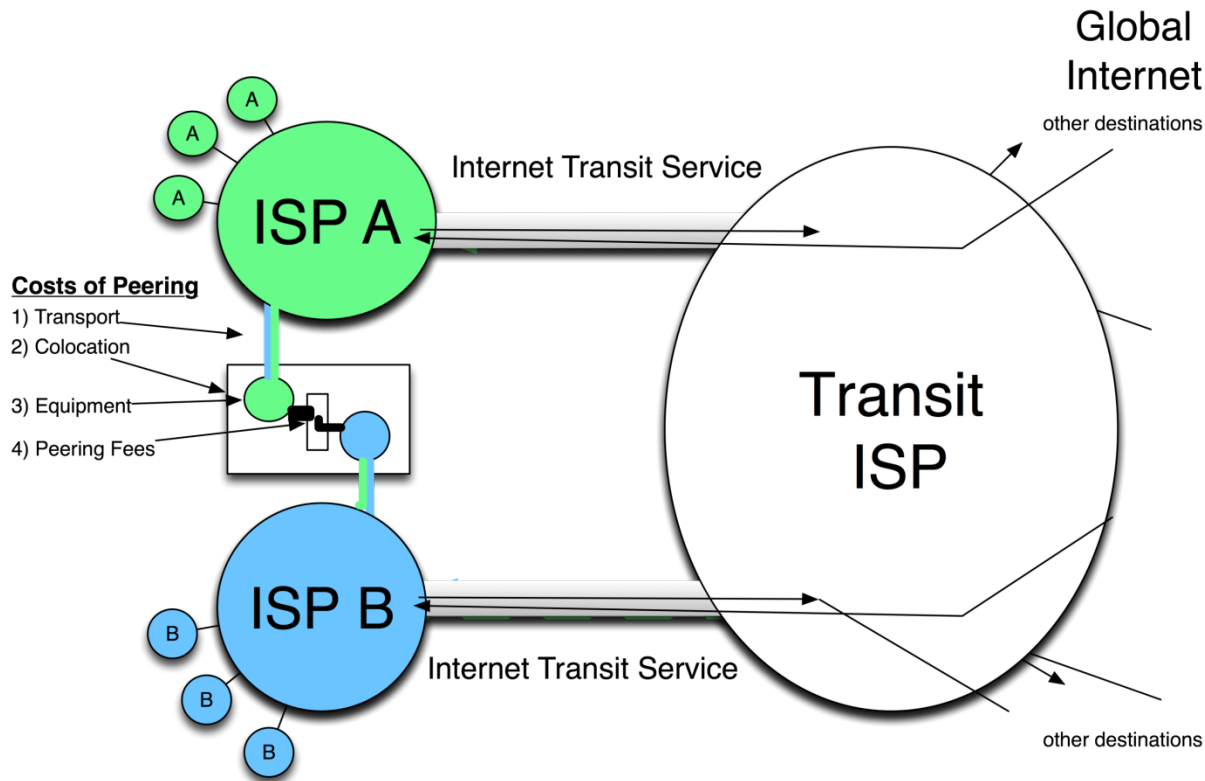 Global
Internet
other destinations
A
A
A
Internet Transit Service
ISP A
Costs of Peering
1) Transport
2) Colocation
3) Equipment
4) Peering Fees
Transit
ISP
ISP B
Internet Transit Service
B
B
B
other destinations